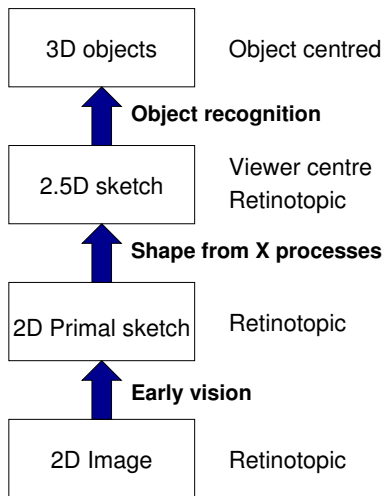 3D objects Object centred
Object recognition
2.5D sketch Viewer centre
Retinotopic
Shape from X processes
2D Primal sketch Retinotopic
Early vision
2D Image Retinotopic